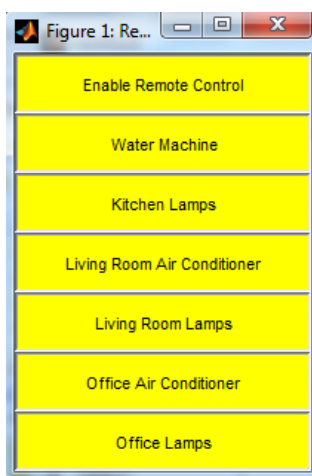 Figure 1: Re...
Enable Remote Control
Water Machine
Kitchen Lamps
Living Room Air Conditioner
Living Room Lamps
Office Air Conditioner
Office Lamps